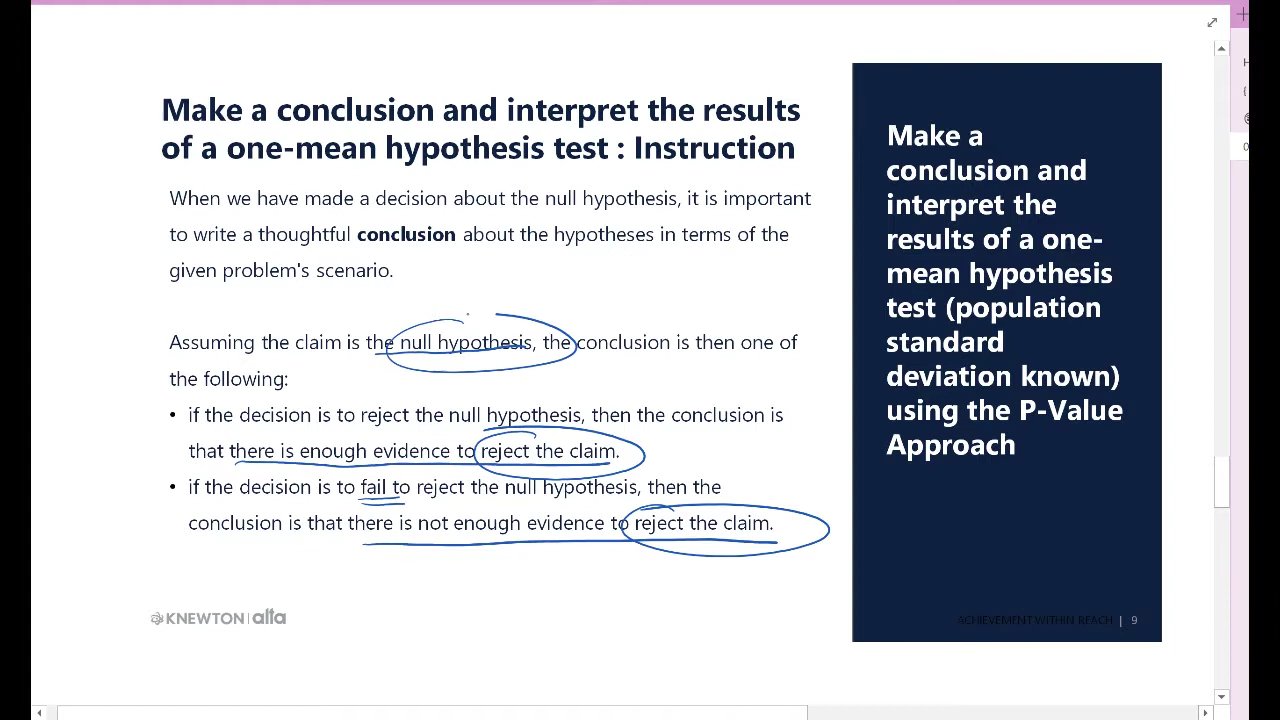 Make a conclusion and interpret the results
of a one-mean hypothesis test : Instruction
When we have made a decision about the null hypothesis, it is important
to write a thoughtful conclusion about the hypotheses in terms of the
given problem's scenario.
Assuming the claim is the null hypothesis, the conclusion is then one of
the following:
• if the decision is to reject the null hypothesis, then the conclusion is
that there is enough evidence to reject the claim.
• if the decision is to fail to reject the null hypothesis, then the
conclusion is that there is not enough evidence to reject the claim.
KNEWTON | alta
Make a
conclusion and
interpret the
results of a one-
mean hypothesis
test (population
standard
deviation known)
using the P-Value
Approach
ACHIEVEMENT WITHIN REACH | 9